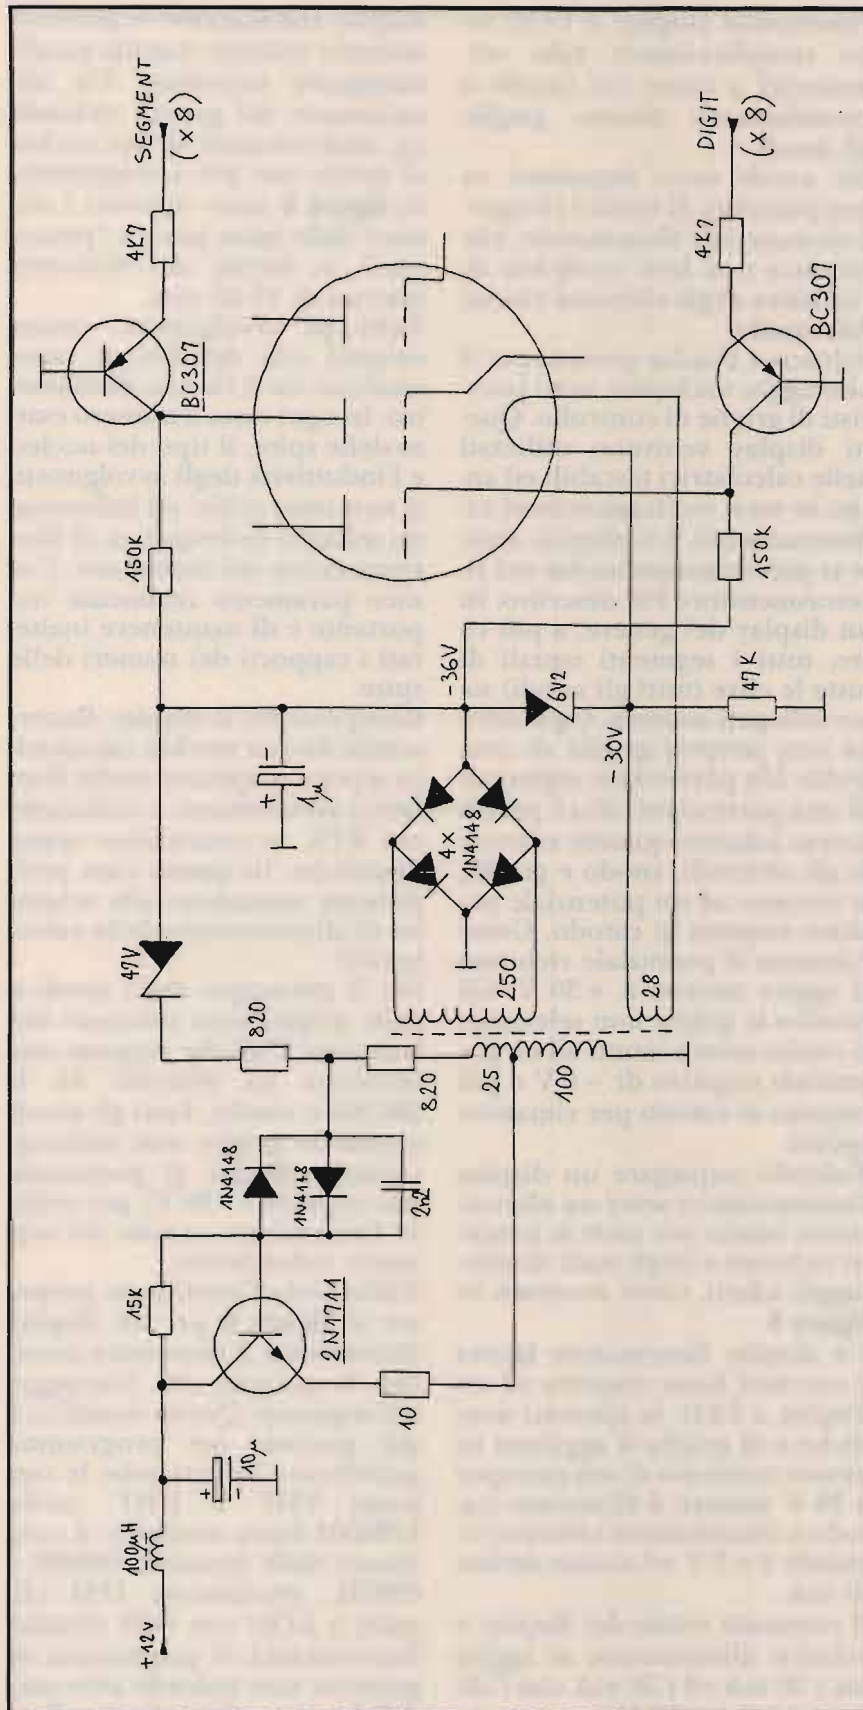 +12V
100µH
10µ
+
-
15K
2N1711
10
1N4148
1N4148
2n2
820
820
25
100
47V
250
28
4x
1N4148
+
-
1µ
-36V
6V2
-30V
47K
150K
150K
BC307
4K7
SEGMENT
(x8)
BC307
4K7
DIGIT
(x8)